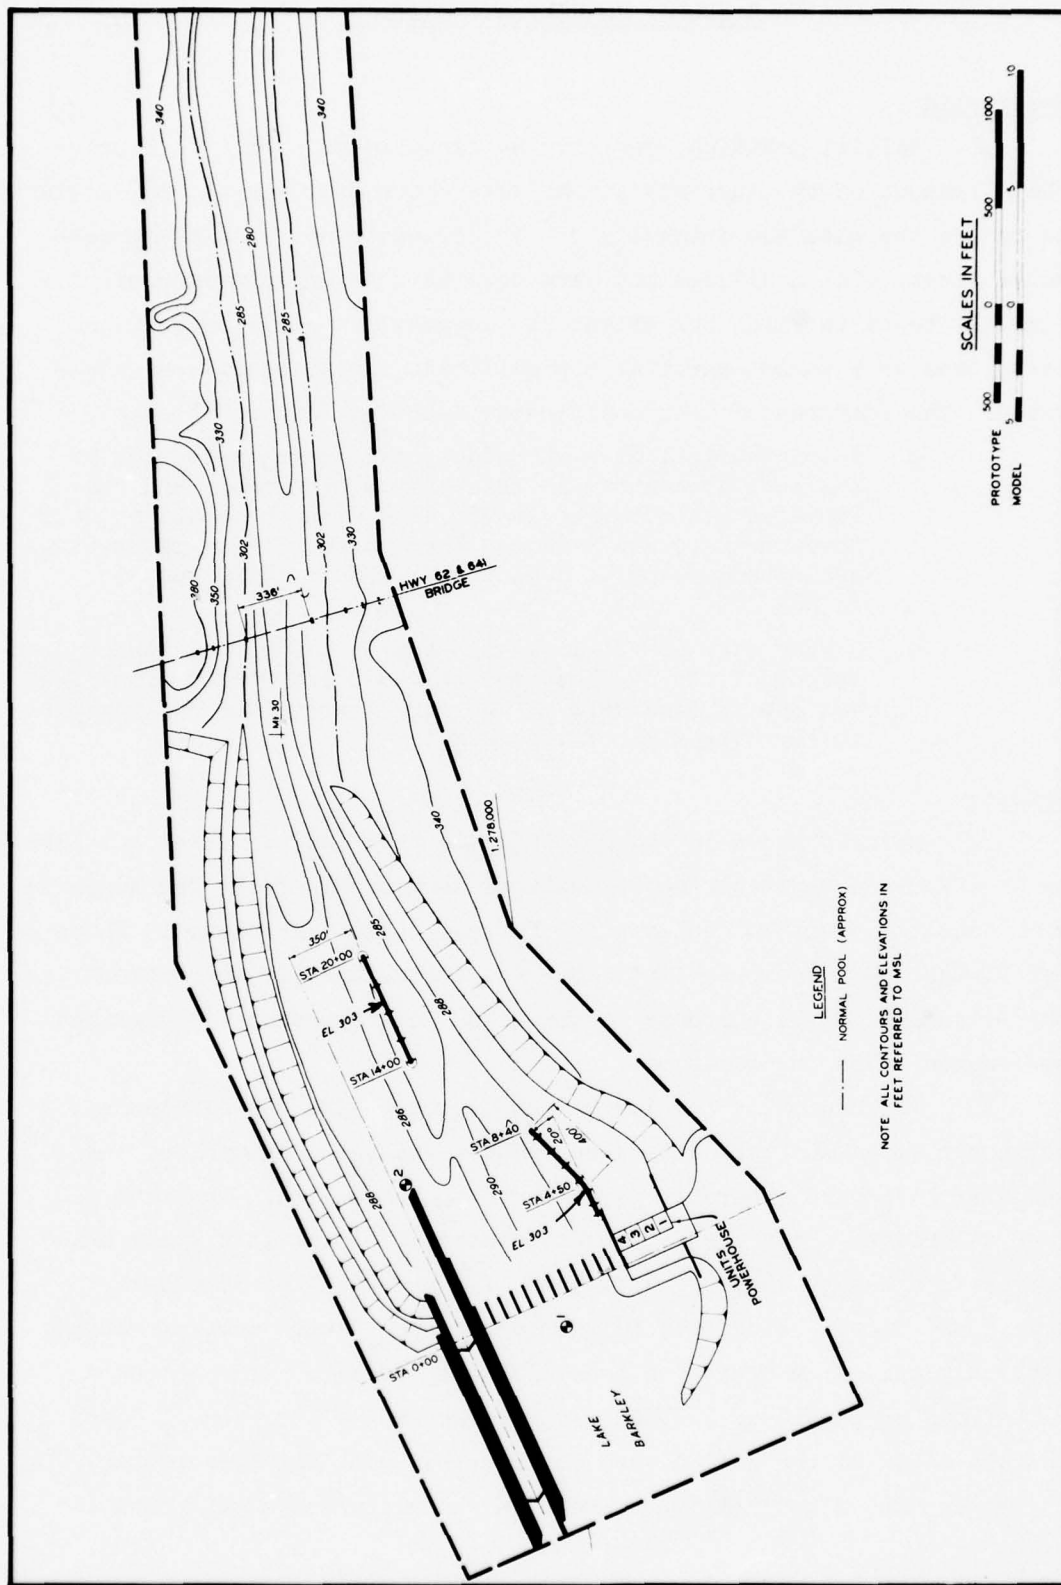 340
340
280
285
285
330
302
302
330
280
350
336'
HWY 62 & 641
BRIDGE
MI 30
340
1,278,000
350'
STA 20+00
EL 303
STA 14+00
285
288
286
288
290
STA 8+40
20°
400'
STA 4+50
EL 303
2
1
4
3
2
1
UNITS
POWERHOUSE
STA 0+00
LAKE
BARKLEY
SCALES IN FEET
PROTOTYPE 500 0 500 1000
MODEL 5 0 5 10
LEGEND
NORMAL POOL (APPROX)
NOTE ALL CONTOURS AND ELEVATIONS IN
FEET REFERRED TO MSL